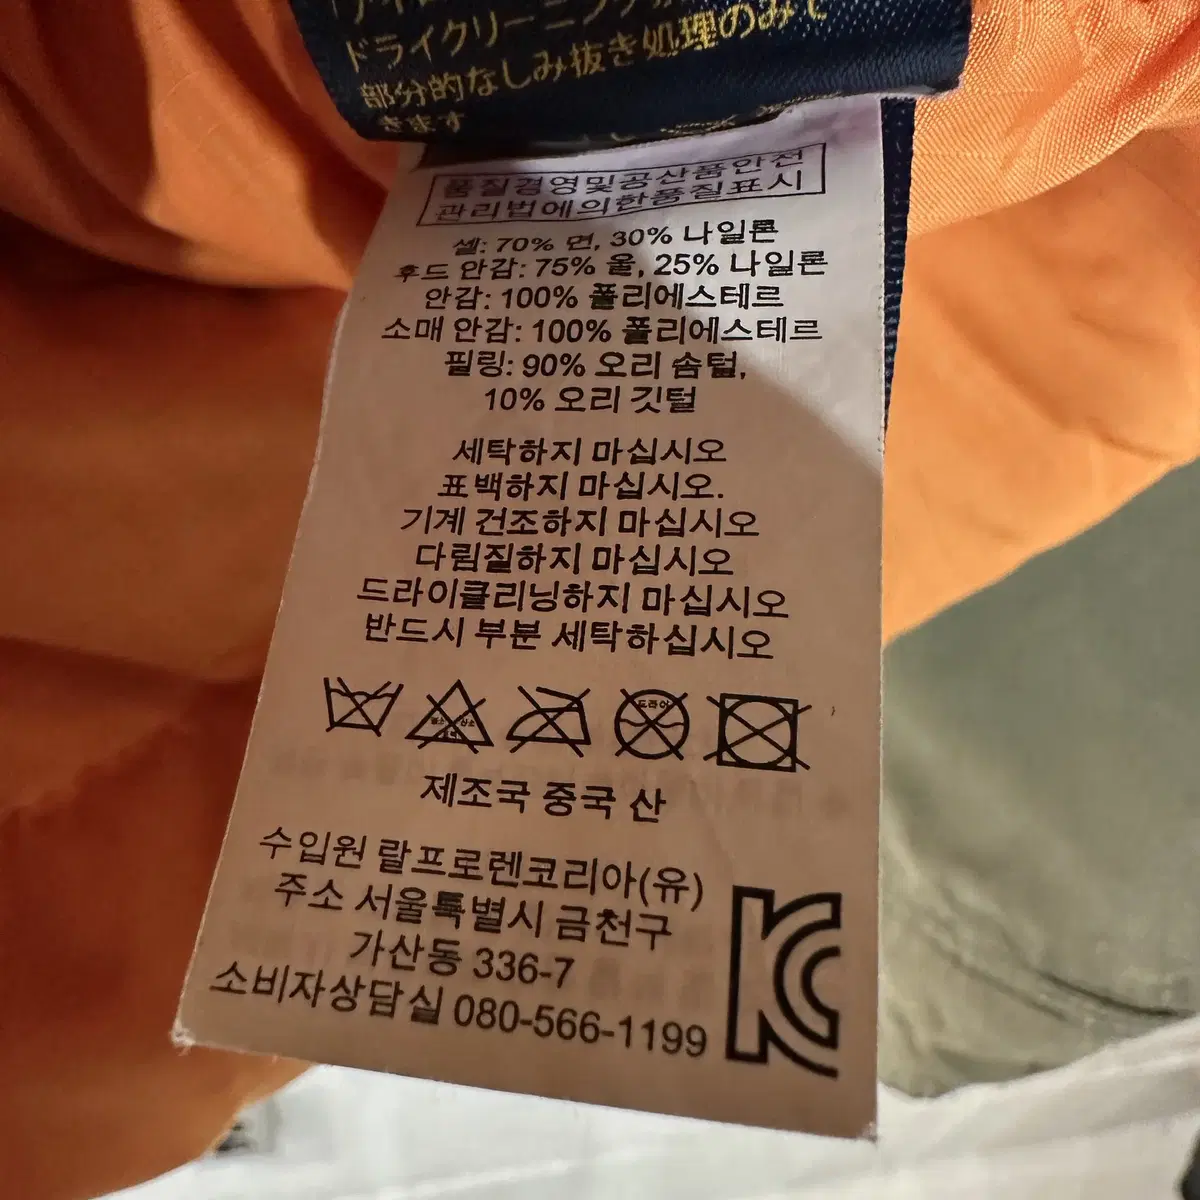 ドライクリーニング
部分的なしみ抜き処理のみで
きます
품질경영및공산품안전
관리법에의한품질표시
셀: 70% 면, 30% 나일론
후드 안감: 75% 울, 25% 나일론
안감: 100% 폴리에스테르
소매 안감: 100% 폴리에스테르
필링: 90% 오리 솜털,
10% 오리 깃털
세탁하지 마십시오
표백하지 마십시오.
기계 건조하지 마십시오
다림질하지 마십시오
드라이클리닝하지 마십시오
반드시 부분 세탁하십시오
드라이
제조국 중국 산
수입원 랄프로렌코리아(유)
주소 서울특별시 금천구
가산동 336-7
소비자상담실 080-566-1199